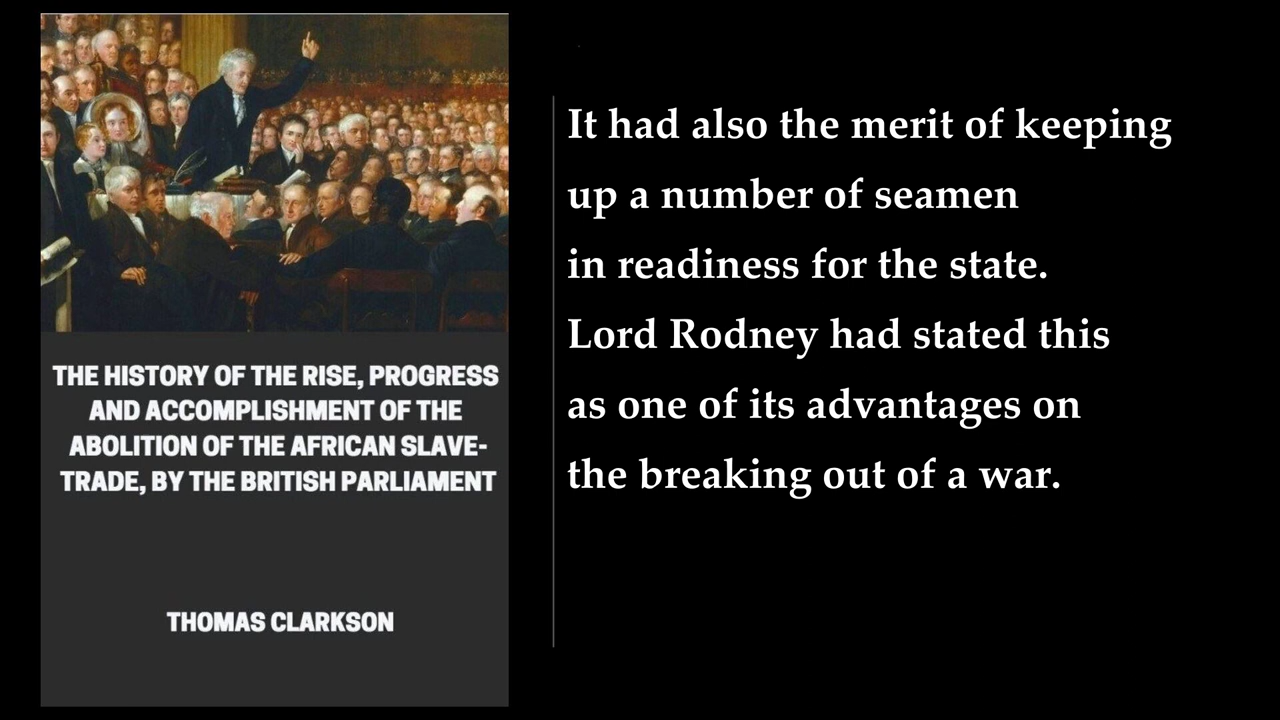 THE HISTORY OF THE RISE, PROGRESS
AND ACCOMPLISHMENT OF THE
ABOLITION OF THE AFRICAN SLAVE-
TRADE, BY THE BRITISH PARLIAMENT
THOMAS CLARKSON
It had also the merit of keeping
up a number of seamen
in readiness for the state.
Lord Rodney had stated this
as one of its advantages on
the breaking out of a war.